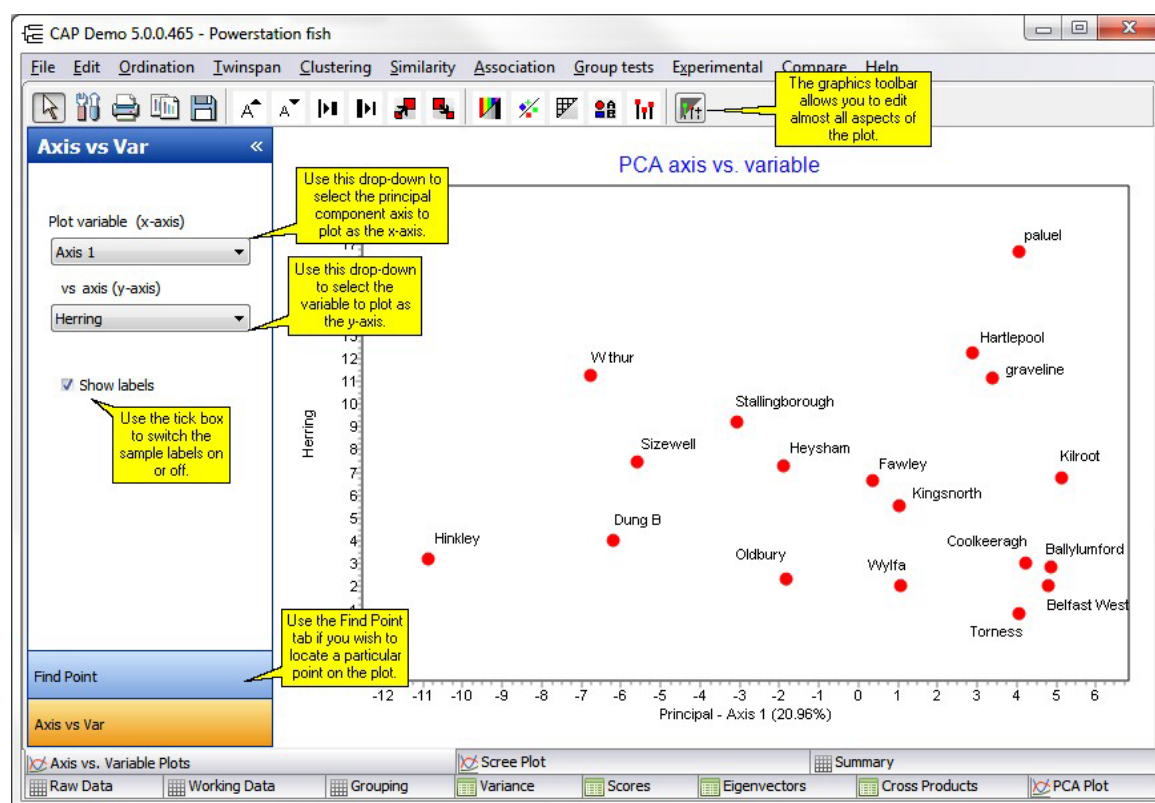 CAP Demo 5.0.0.465 - Powerstation fish
File Edit Ordination Twinspan Clustering Similarity Association Group tests Experimental Compare Help
The graphics toolbar
allows you to edit
almost all aspects of
the plot.
Axis vs Var «
Plot variable (x-axis)
Axis 1
vs axis (y-axis)
Herring
Show labels
Use this drop-down to
select the principal
component axis to
plot as the x-axis.
Use this drop-down
to select the
variable to plot as
the y-axis.
Use the tick box
to switch the
sample labels on
or off.
Use the Find Point
tab if you wish to
locate a particular
point on the plot.
Find Point
Axis vs Var
PCA axis vs. variable
paluel
Hartlepool
graveline
W thur
Stallingborough
Sizewell
Heysham
Fawley
Kilroot
Kingsnorth
Dung B
Hinkley
Oldbury
Wylfa
Coolkeeragh
Ballylumford
Belfast West
Torness
Herring
12
11
10
9
8
7
6
5
4
3
2
-12 -11 -10 -9 -8 -7 -6 -5 -4 -3 -2 -1 0 1 2 3 4 5 6
Principal - Axis 1 (20.96%)
Axis vs. Variable Plots Scree Plot Summary
Raw Data Working Data Grouping Variance Scores Eigenvectors Cross Products PCA Plot